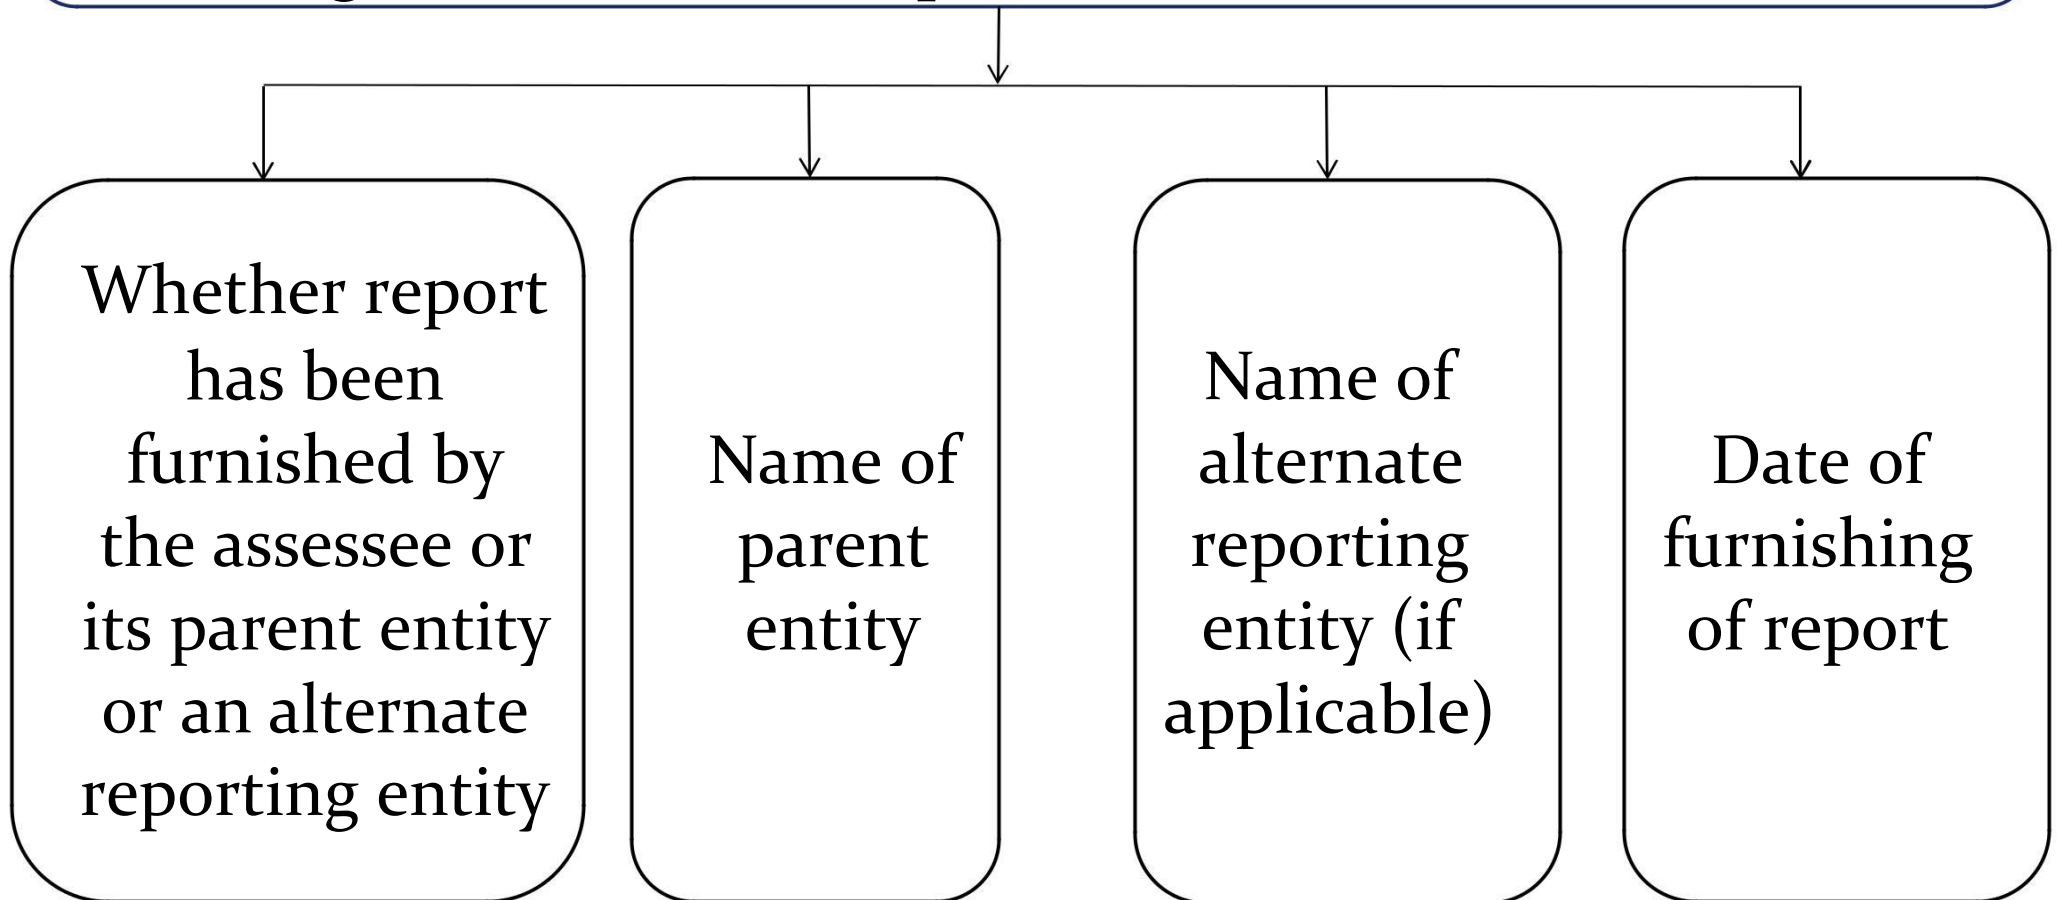 Whether report
has been
furnished by
the assessee or
its parent entity
or an alternate
reporting entity
Name of
parent
entity
Name of
alternate
reporting
entity (if
applicable)
Date of
furnishing
of report